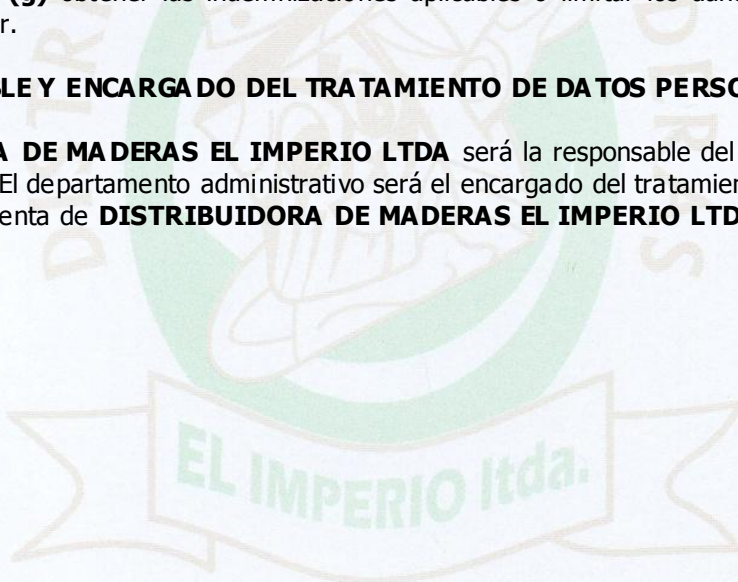 (g) obtener las indemnizaciones aplicables o limitar los
r.
LE Y ENCARGADO DEL TRATAMIENTO DE DATOS PERSO
A DE MADERAS EL IMPERIO LTDA será la responsable del
El departamento administrativo será el encargado del tratamien
enta de DISTRIBUIDORA DE MADERAS EL IMPERIO LTD
EL IMPERIO ltda.